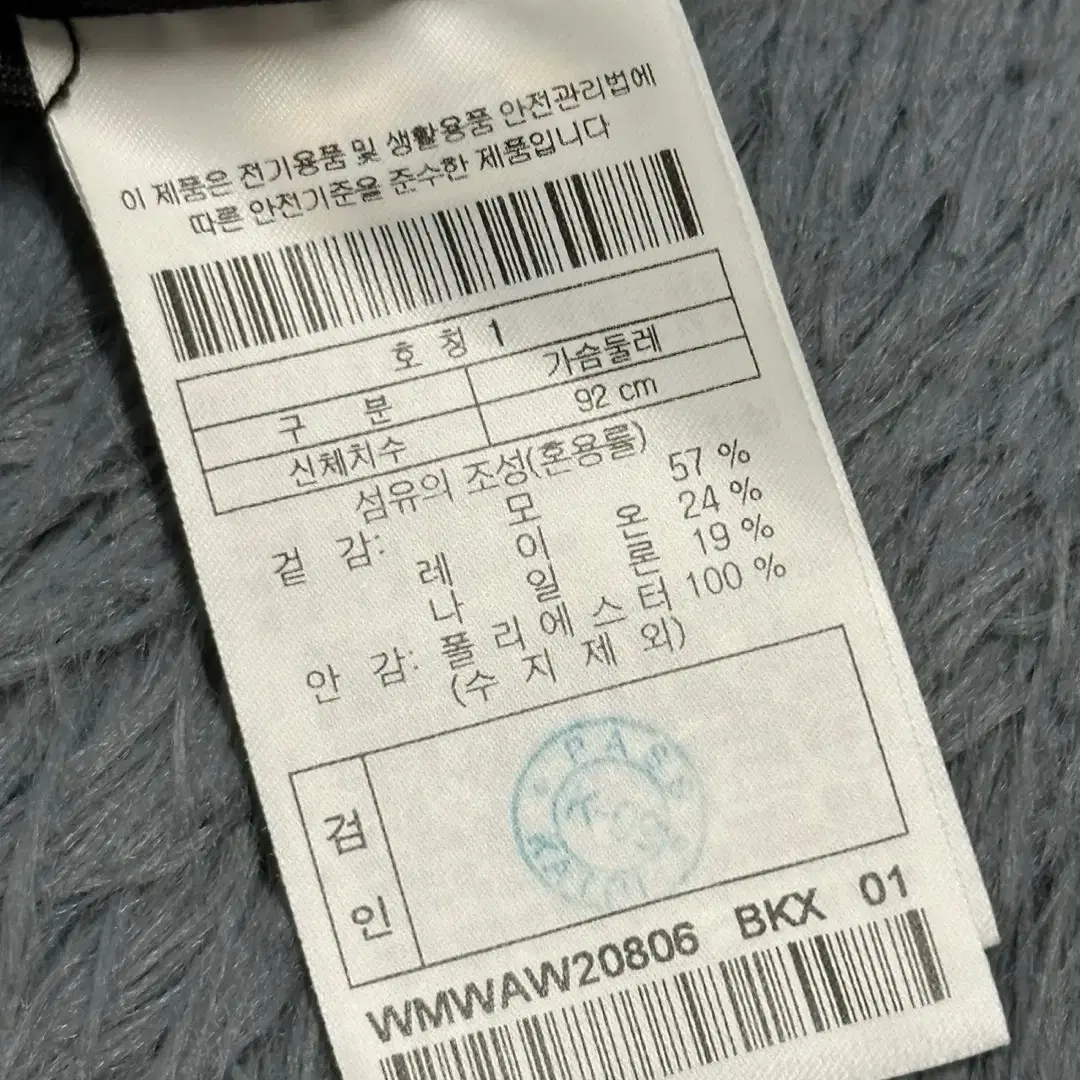 이 제품은 전기용품 및 생활용품 안전관리법에
따른 안전기준을 준수한 제품입니다
호 칭 1
구 분 가슴둘레
신체치수 92 cm
섬유의 조성(혼용률)
겉 감: 모 57 %
레 이 온 24 %
나 일 론 19 %
안 감: 폴 리 에 스 터 100 %
(수 지 제 외)
검
인
PASS
WMWAW20806 BKX 01